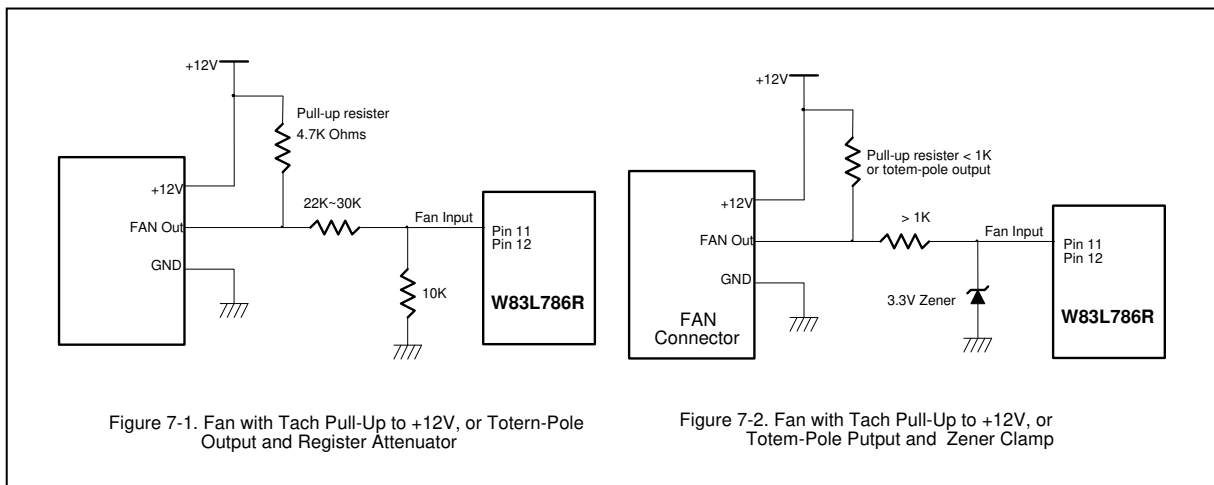 +12V
Pull-up resister
4.7K Ohms
+12V
22K~30K
Fan Input
FAN Out
Pin 11
Pin 12
GND
10K
W83L786R
Figure 7-1. Fan with Tach Pull-Up to +12V, or Totern-Pole
Output and Register Attenuator
+12V
Pull-up resister < 1K
or totem-pole output
+12V
> 1K
Fan Input
FAN Out
Pin 11
Pin 12
GND
3.3V Zener
W83L786R
FAN
Connector
Figure 7-2. Fan with Tach Pull-Up to +12V, or
Totem-Pole Putput and Zener Clamp